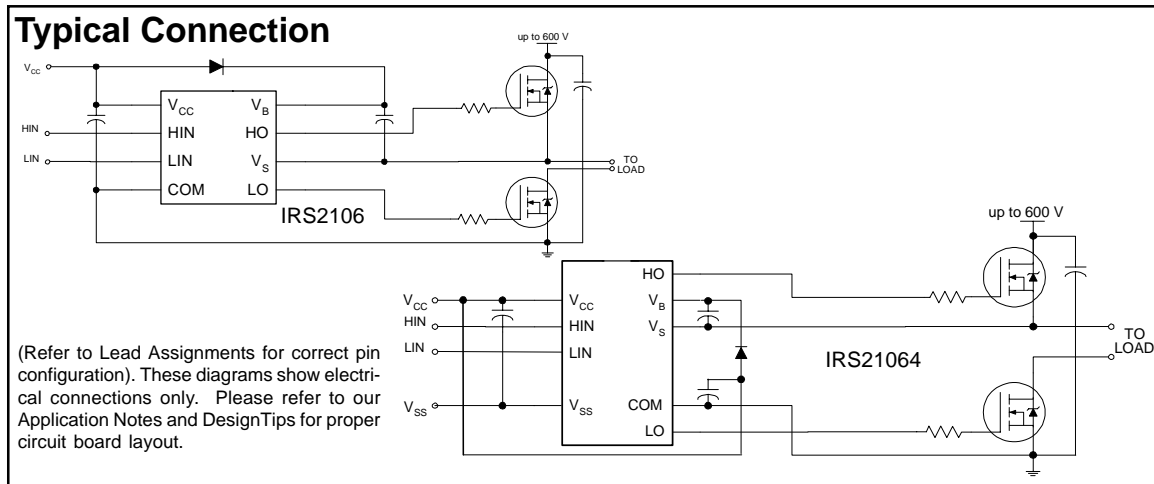 Typical Connection
up to 600 V
VCC
VCC
VB
HIN
HIN
HO
LIN
LIN
VS
TO
LOAD
COM
LO
IRS2106
up to 600 V
HO
VCC
VCC
VB
HIN
HIN
VS
TO
LOAD
LIN
LIN
IRS21064
VSS
VSS
COM
LO
(Refer to Lead Assignments for correct pin
configuration). These diagrams show electri-
cal connections only. Please refer to our
Application Notes and DesignTips for proper
circuit board layout.